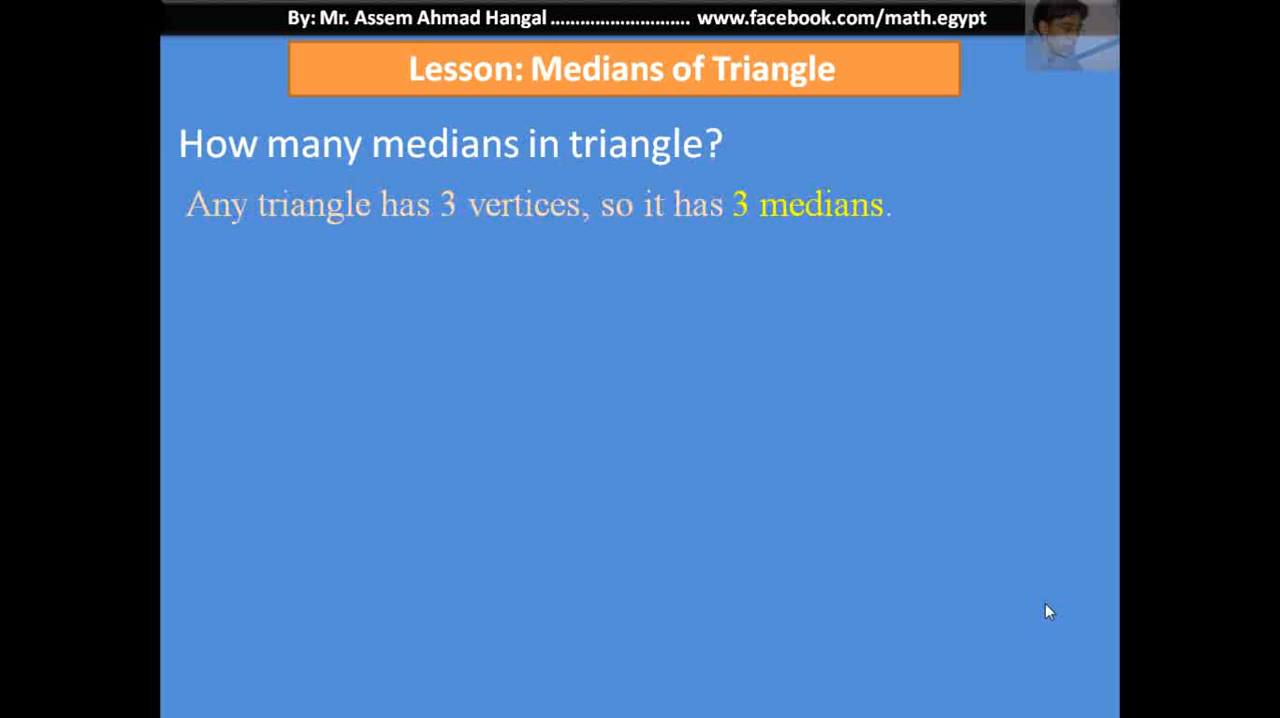 By: Mr. Assem Ahmad Hangal ........................... www.facebook.com/math.egypt
Lesson: Medians of Triangle
How many medians in triangle?
Any triangle has 3 vertices, so it has 3 medians.